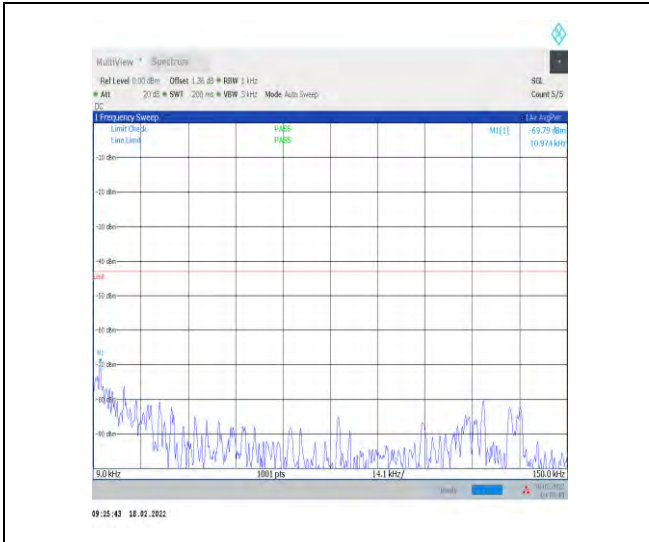 MultiView Spectrum
Ref Level 0.00 dBm Offset 1.36 dB RBW 1 kHz SGL
Att 20 dB SWT 200 ms VBW 3 kHz Mode Auto Sweep Count 5/5
DC
1 Frequency Sweep 1Av AvgPwr
Limit Check PASS M1[1] -69.79 dBm
Line Limit PASS 10.974 kHz
-10 dBm
-20 dBm
-30 dBm
-40 dBm
Limit
-50 dBm
-60 dBm
M1
-70 dBm
-80 dBm
-90 dBm
9.0 kHz 1001 pts 14.1 kHz/ 150.0 kHz
Ready
09:25:43 18.02.2022